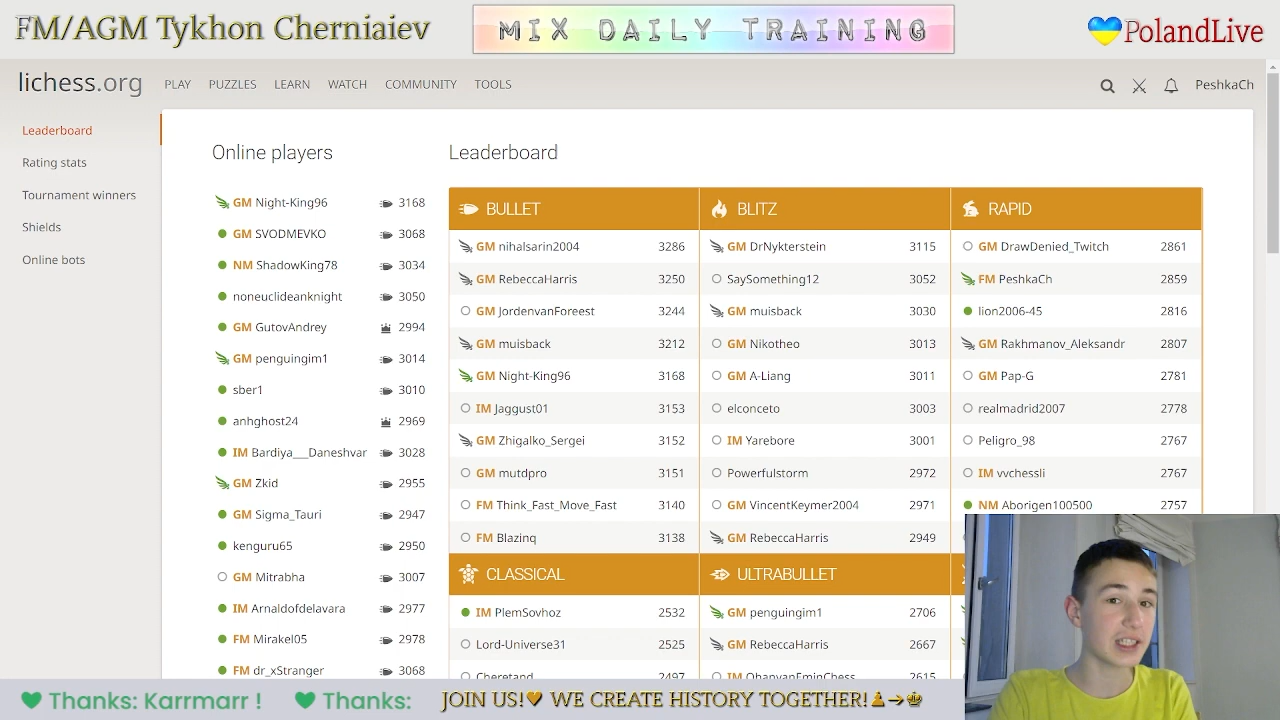 FM/AGM Tykhon Cherniaiev
MIX DAILY TRAINING
PolandLive
lichess.org
PLAY PUZZLES LEARN WATCH COMMUNITY TOOLS
PeshkaCh
Leaderboard
Rating stats
Tournament winners
Shields
Online bots
Online players
GM Night-King96 3168
GM SVODMEVKO 3068
NM ShadowKing78 3034
noneuclideanknight 3050
GM GutovAndrey 2994
GM penguingim1 3014
sber1 3010
anhghost24 2969
IM Bardiya___Daneshvar 3028
GM Zkid 2955
GM Sigma_Tauri 2947
kenguru65 2950
GM Mitrabha 3007
IM Arnaldofdelavara 2977
FM Mirakel05 2978
FM dr_xStranger 3068
Leaderboard
BULLET
GM nihalsarin2004 3286
GM RebeccaHarris 3250
GM JordenvanForeest 3244
GM muisback 3212
GM Night-King96 3168
IM Jaggust01 3153
GM Zhigalko_Sergei 3152
GM mutdpro 3151
FM Think_Fast_Move_Fast 3140
FM Blazinq 3138
BLITZ
GM DrNykterstein 3115
SaySomething12 3052
GM muisback 3030
GM Nikotheo 3013
GM A-Liang 3011
elconceto 3003
IM Yarebore 3001
Powerfulstorm 2972
GM VincentKeymer2004 2971
GM RebeccaHarris 2949
RAPID
GM DrawDenied_Twitch 2861
FM PeshkaCh 2859
lion2006-45 2816
GM Rakhmanov_Aleksandr 2807
GM Pap-G 2781
realmadrid2007 2778
Peligro_98 2767
IM vvchessli 2767
NM Aborigen100500 2757
CLASSICAL
IM PlemSovhoz 2532
Lord-Universe31 2525
Cheretand 2497
ULTRABULLET
GM penguingim1 2706
GM RebeccaHarris 2667
IM OhanyanEminChess 2615
Thanks: Karrmarr ! Thanks:
JOIN US! WE CREATE HISTORY TOGETHER!